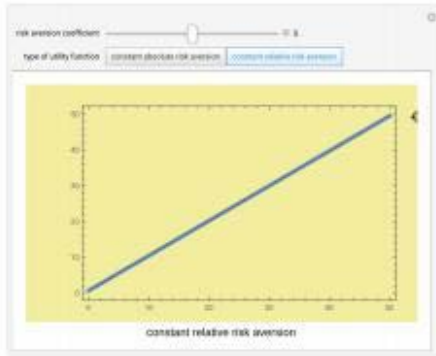 risk aversion coefficient
type of utility function constant absolute risk aversion constant relative risk aversion
50
40
30
20
10
0
0 10 20 30 40 50
constant relative risk aversion